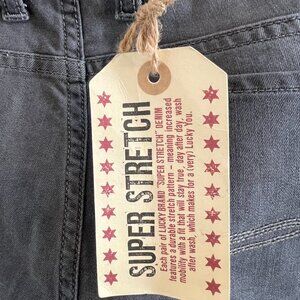 SUPER STRETCH
Each pair of LUCKY BRAND "SUPER STRETCH" DENIM
features a durable stretch pattern – meaning increased
mobility with a fit that will stay true, day after day, wash
after wash, which makes for a (very) Lucky You.